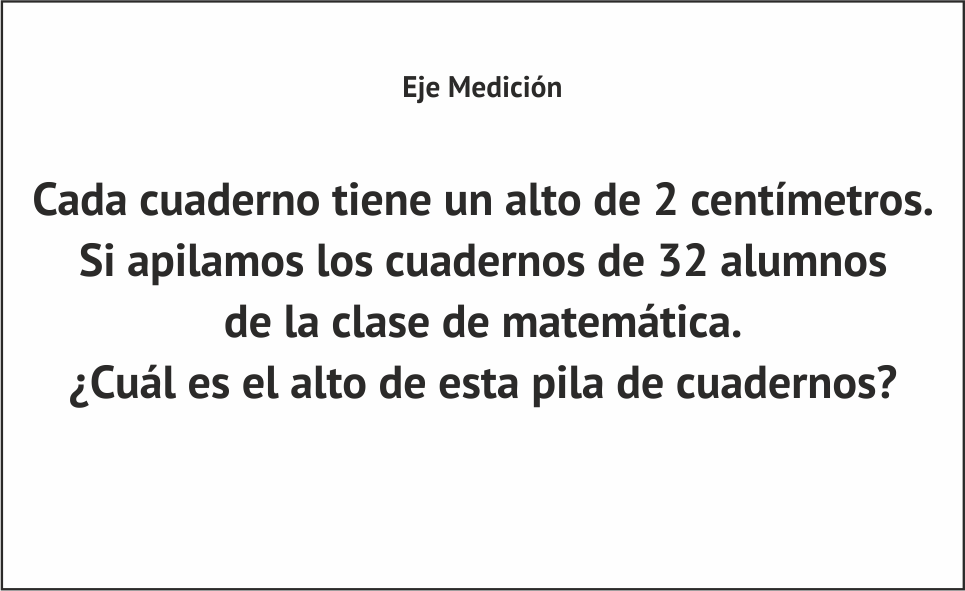 Eje Medición
Cada cuaderno tiene un alto de 2 centímetros.
Si apilamos los cuadernos de 32 alumnos
de la clase de matemática.
¿Cuál es el alto de esta pila de cuadernos?